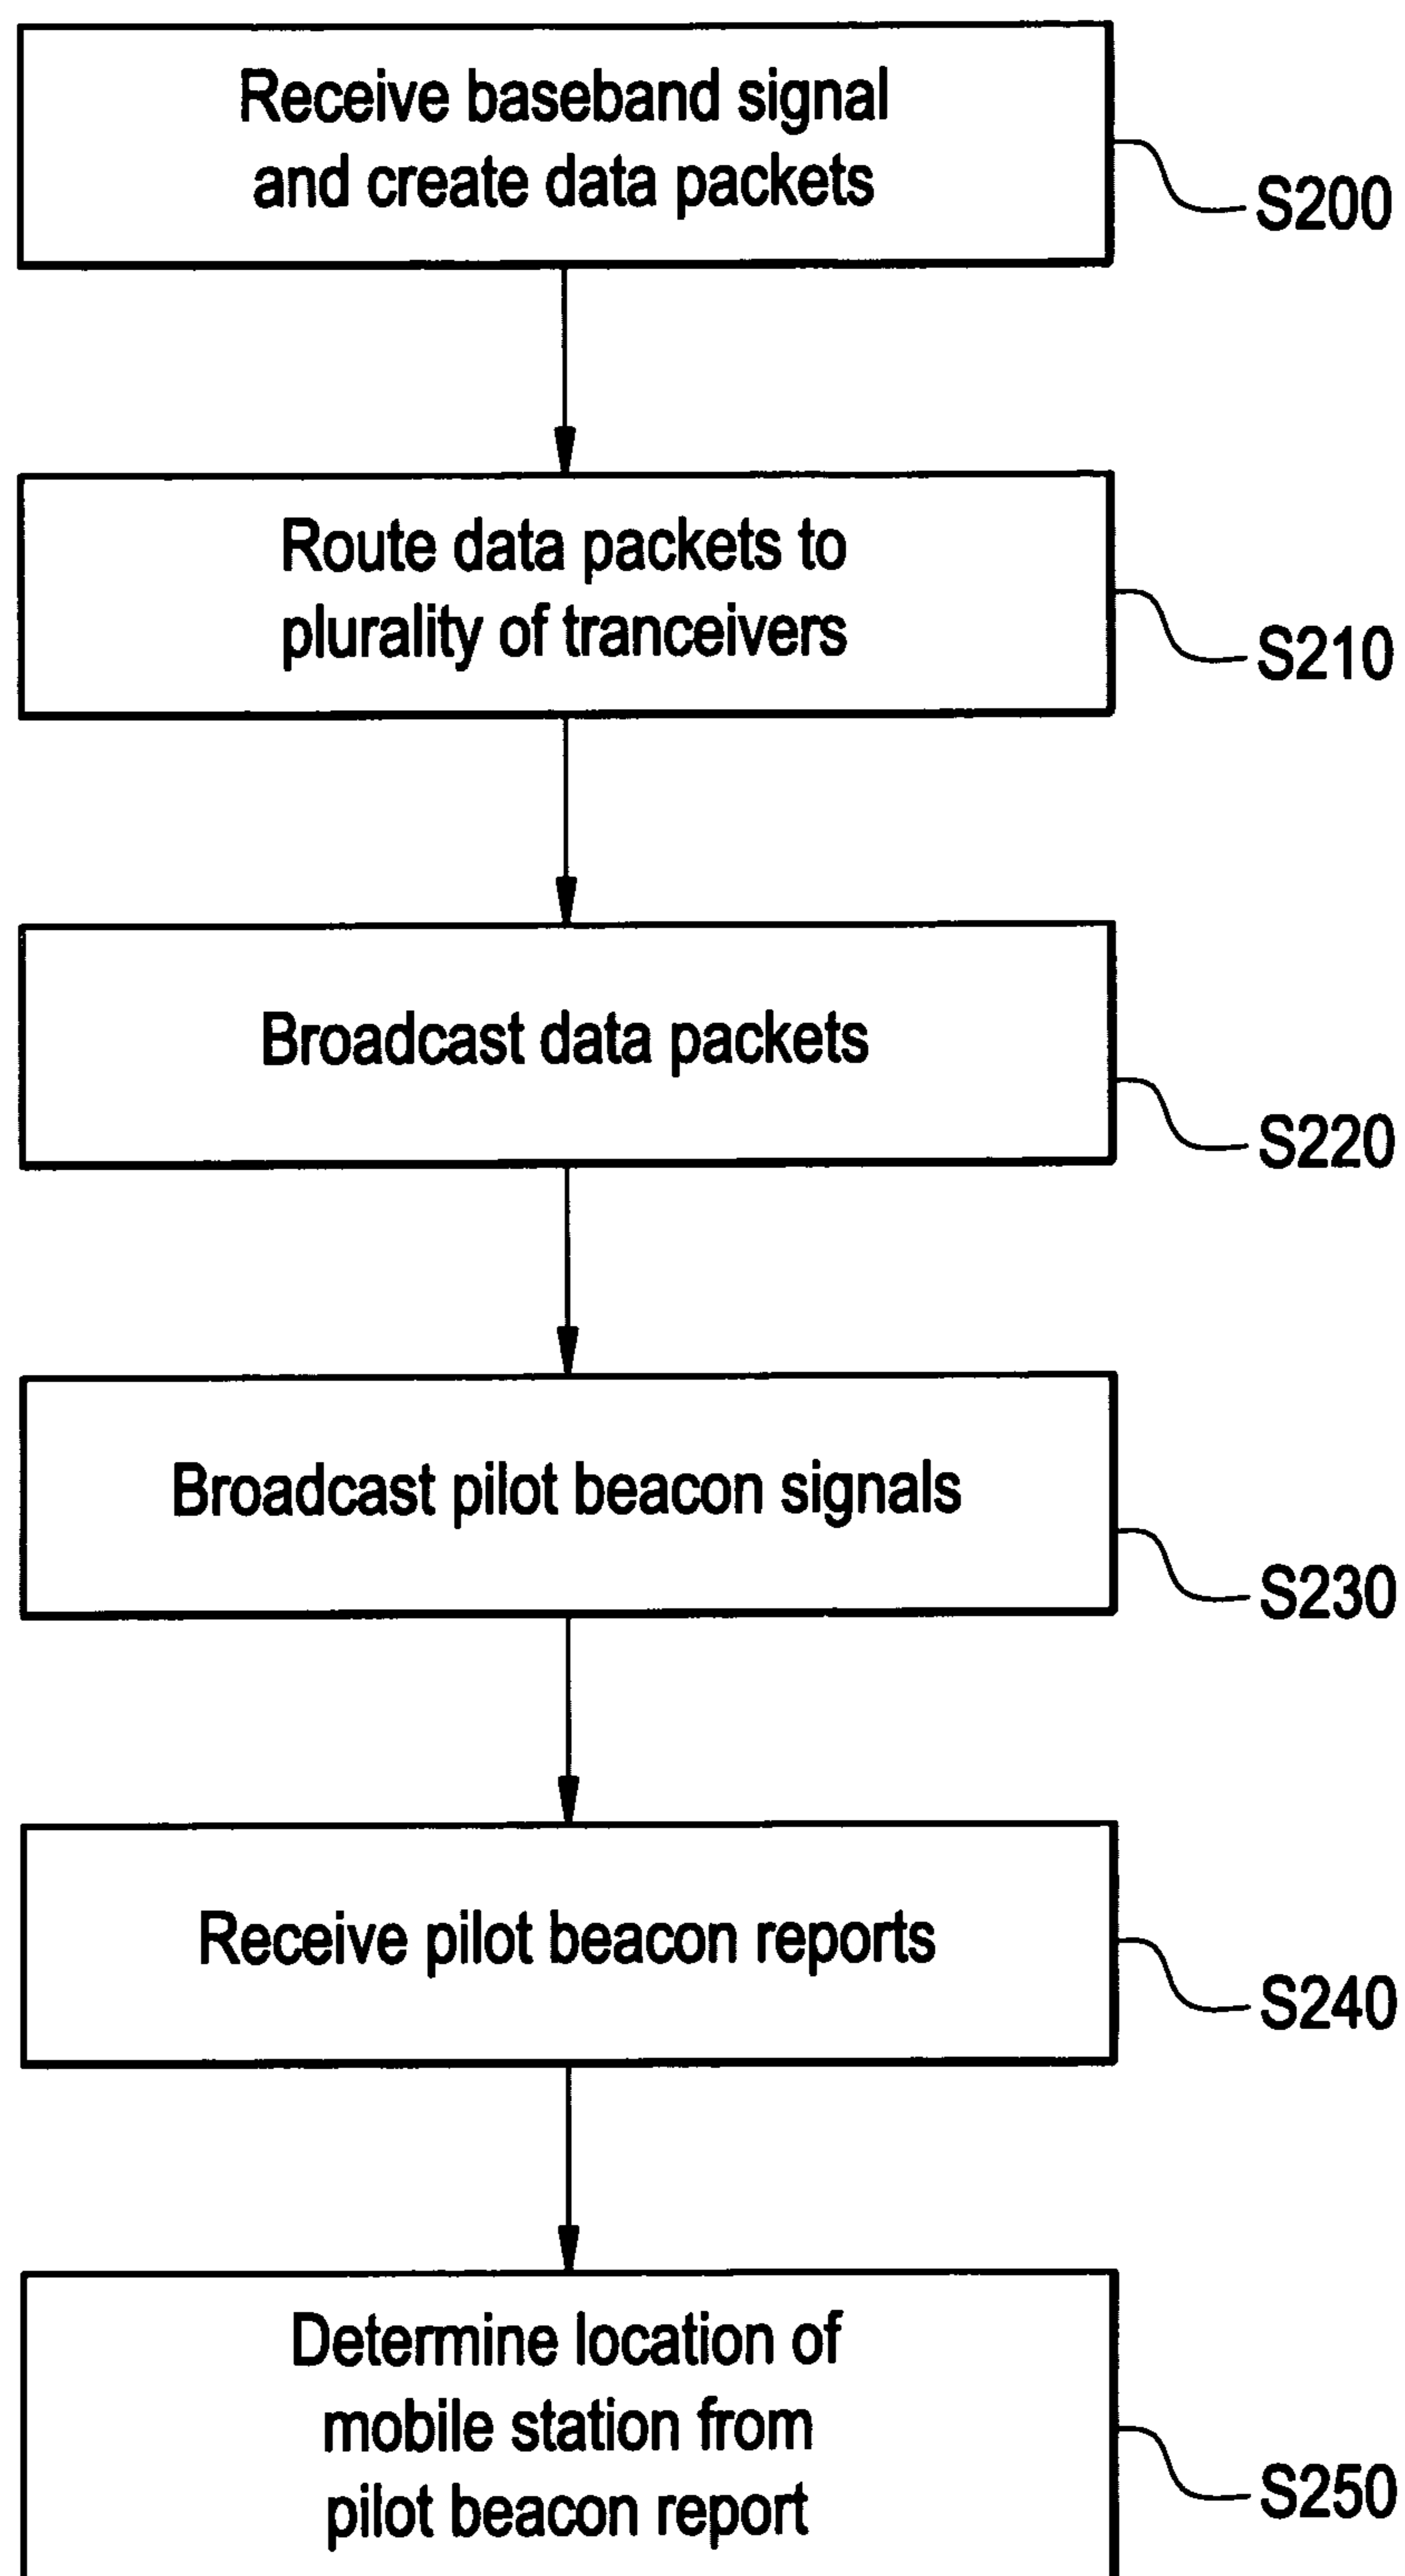 Receive baseband signal
and create data packets
S200
Route data packets to
plurality of tranceivers
S210
Broadcast data packets
S220
Broadcast pilot beacon signals
S230
Receive pilot beacon reports
S240
Determine location of
mobile station from
pilot beacon report
S250